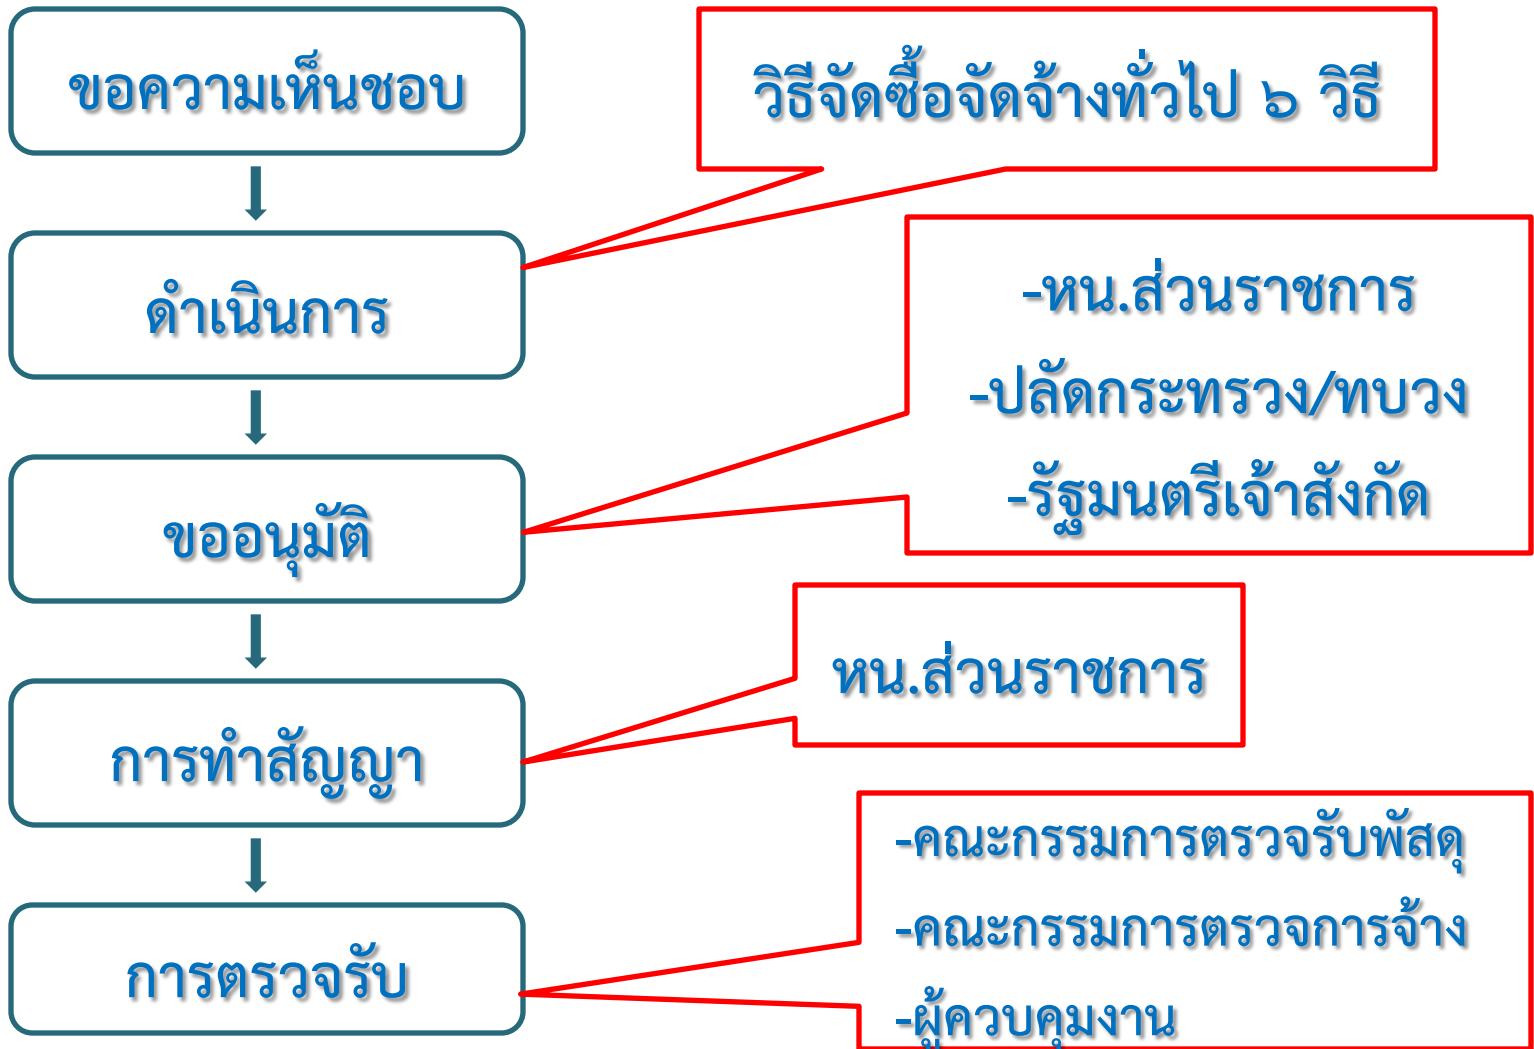 ขอความเห็นชอบ
วิธีจัดซื้อจัดจ้างทั่วไป ๖ วิธี
ดำเนินการ
-หน.ส่วนราชการ
-ปลัดกระทรวง/ทบวง
-รัฐมนตรีเจ้าสังกัด
ขออนุมัติ
หน.ส่วนราชการ
การทำสัญญา
-คณะกรรมการตรวจรับพัสดุ
-คณะกรรมการตรวจการจ้าง
-ผู้ควบคุมงาน
การตรวจรับ